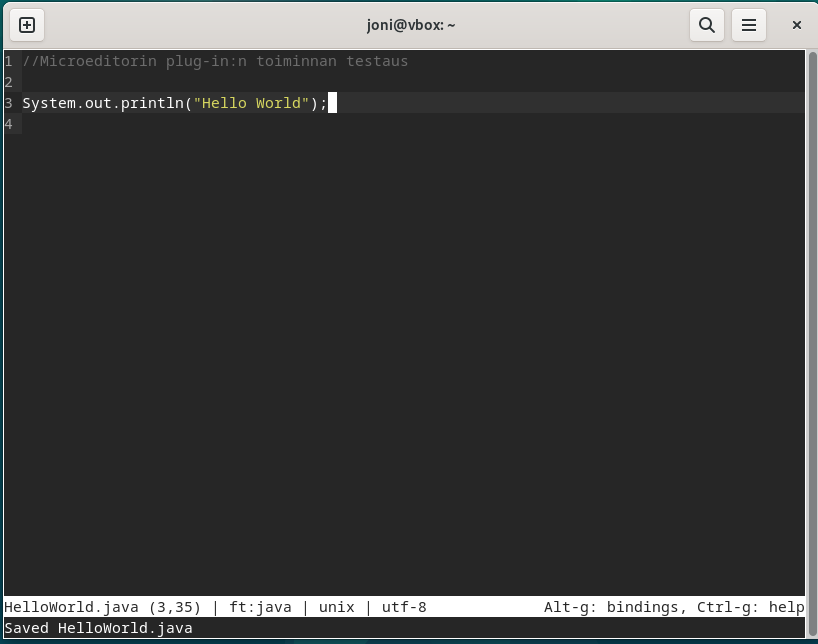 joni@vbox: ~
1 //Microeditorin plug-in:n toiminnan testaus
2
3 System.out.println("Hello World");
4
HelloWorld.java (3,35) | ft:java | unix | utf-8 Alt-g: bindings, Ctrl-g: help
Saved HelloWorld.java